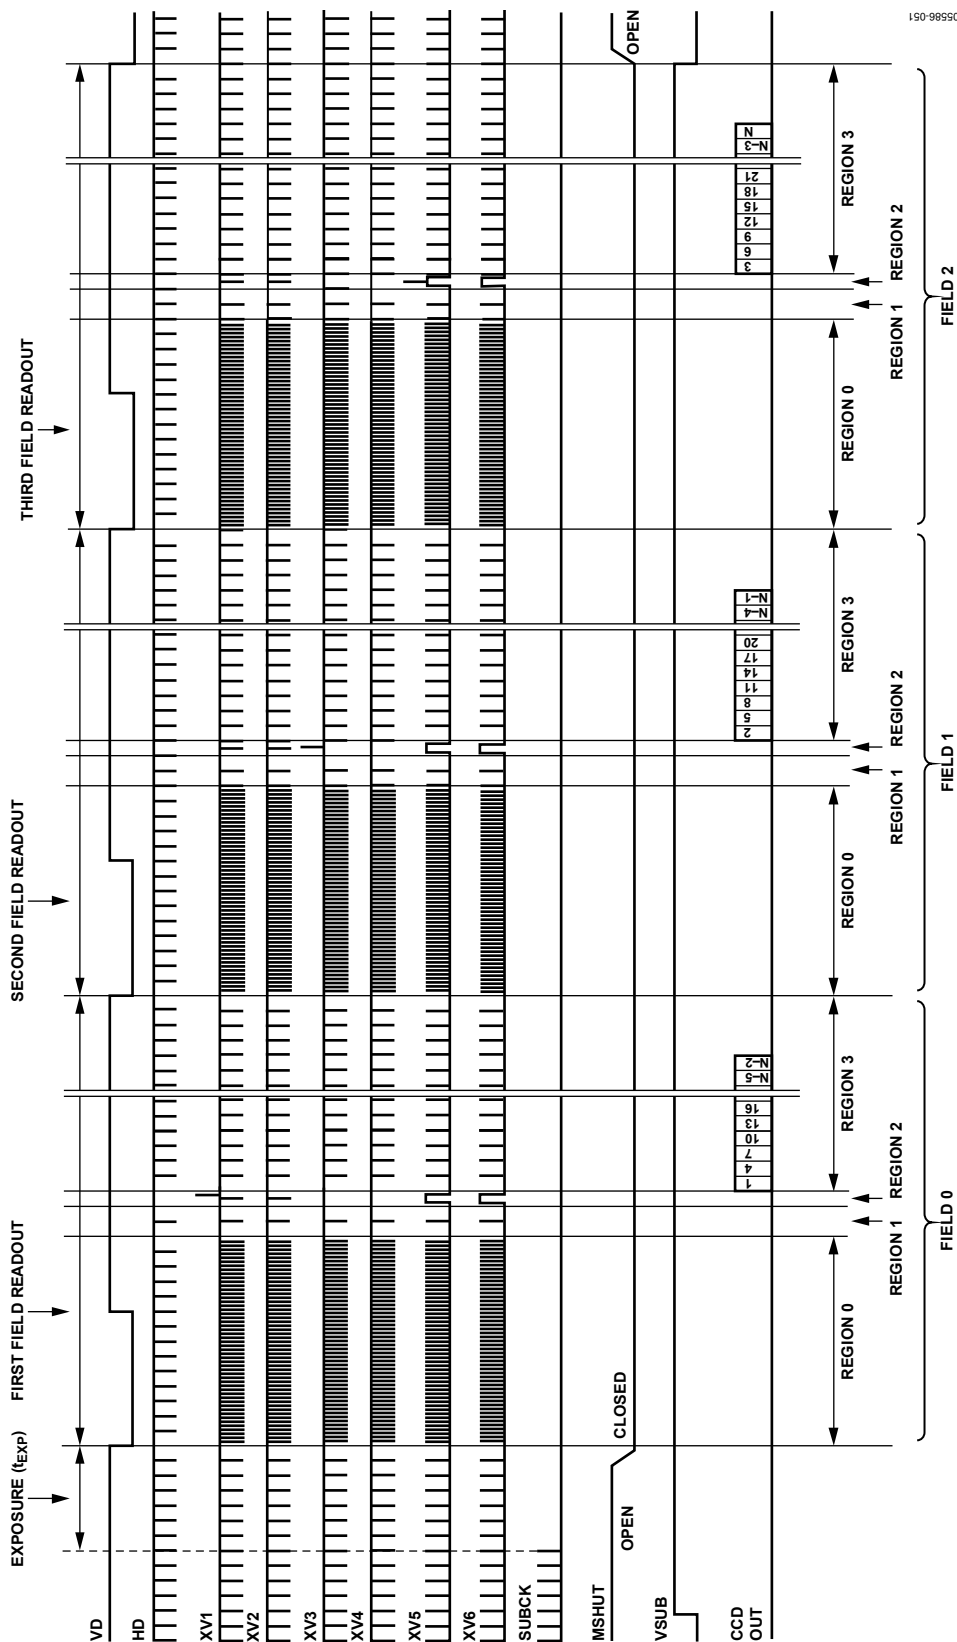 EXPOSURE (tEXP)
FIRST FIELD READOUT
SECOND FIELD READOUT
THIRD FIELD READOUT
VD
HD
XV1
XV2
XV3
XV4
XV5
XV6
SUBCK
MSHUT
OPEN
CLOSED
OPEN
VSUB
CCD
OUT
1
4
7
10
13
16
N–5
N–2
2
5
8
11
14
17
20
N–4
N–1
3
6
9
12
15
18
21
N–3
N
REGION 0
REGION 3
REGION 0
REGION 3
REGION 0
REGION 3
REGION 1
REGION 2
REGION 1
REGION 2
REGION 1
REGION 2
FIELD 0
FIELD 1
FIELD 2
05586-051